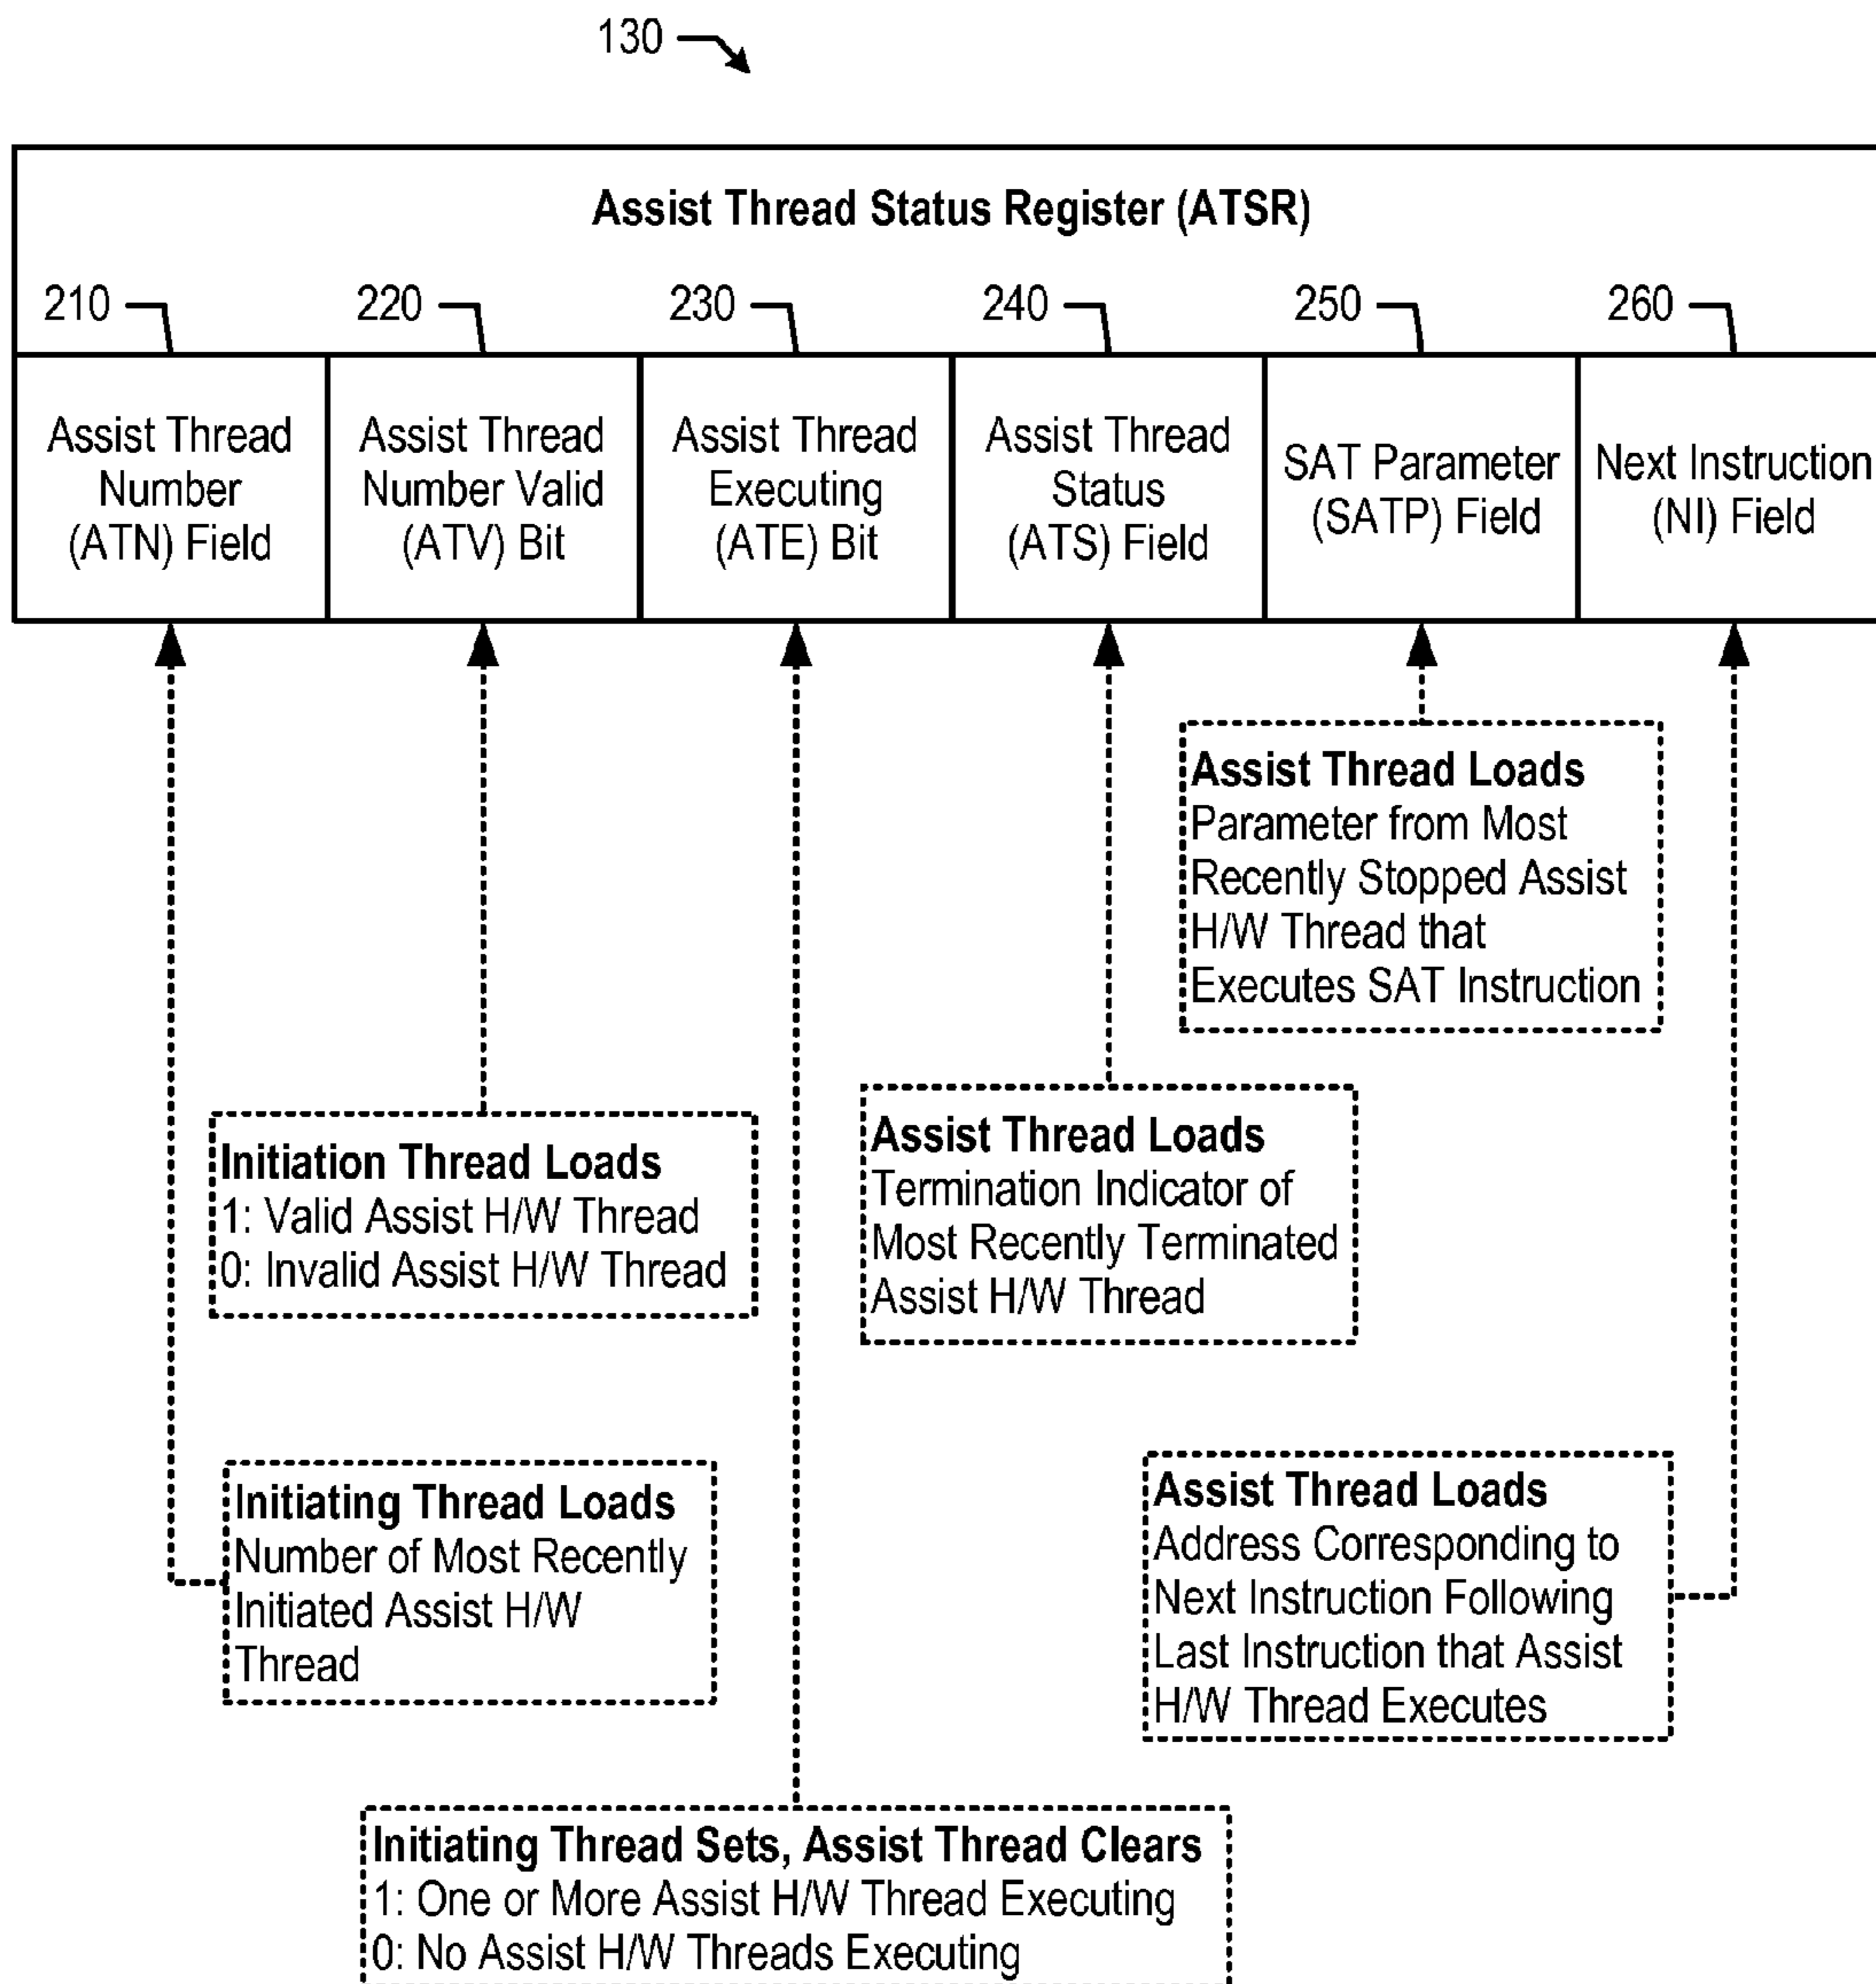 130
Assist Thread Status Register (ATSR)
210 220 230 240 250 260
Assist Thread
Number
(ATN) Field
Assist Thread
Number Valid
(ATV) Bit
Assist Thread
Executing
(ATE) Bit
Assist Thread
Status
(ATS) Field
SAT Parameter
(SATP) Field
Next Instruction
(NI) Field
Assist Thread Loads
Parameter from Most
Recently Stopped Assist
H/W Thread that
Executes SAT Instruction
Assist Thread Loads
Termination Indicator of
Most Recently Terminated
Assist H/W Thread
Initiation Thread Loads
1: Valid Assist H/W Thread
0: Invalid Assist H/W Thread
Initiating Thread Loads
Number of Most Recently
Initiated Assist H/W
Thread
Assist Thread Loads
Address Corresponding to
Next Instruction Following
Last Instruction that Assist
H/W Thread Executes
Initiating Thread Sets, Assist Thread Clears
1: One or More Assist H/W Thread Executing
0: No Assist H/W Threads Executing